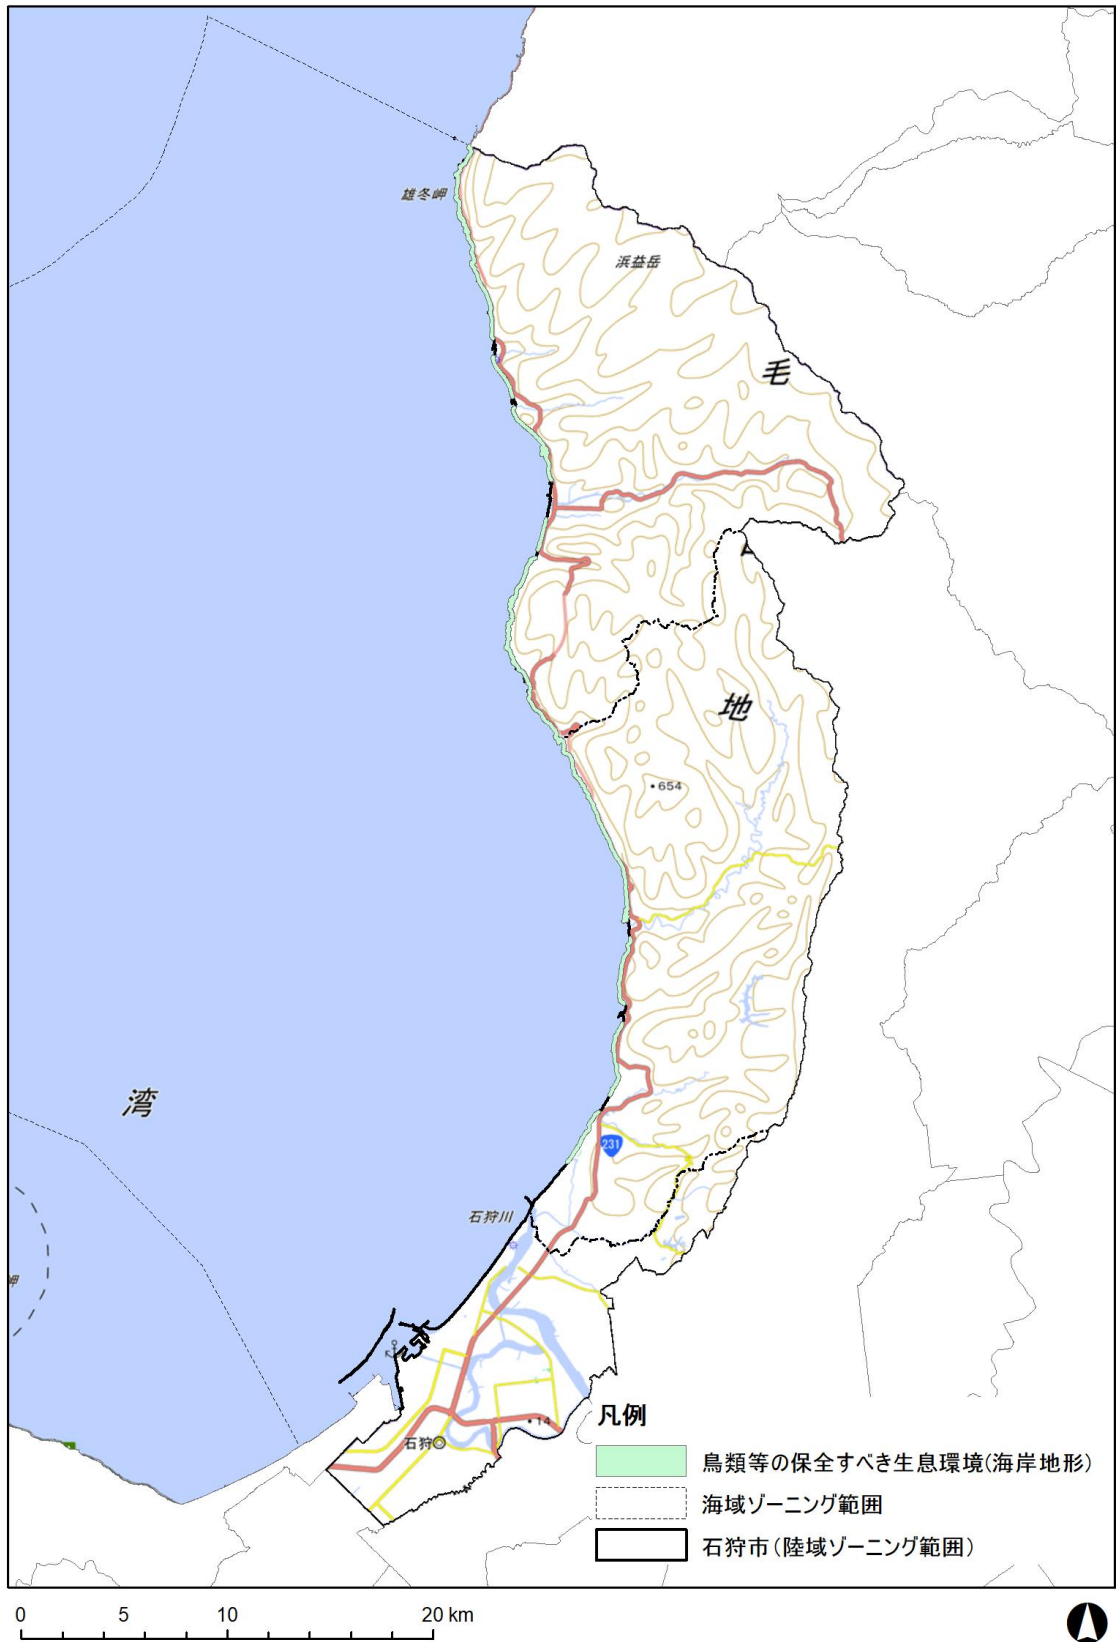 雄冬岬
浜益岳
毛
地
・654
湾
231
石狩川
岬
・14
石狩◎
凡例
鳥類等の保全すべき生息環境(海岸地形)
海域ゾーニング範囲
石狩市(陸域ゾーニング範囲)
0 5 10 20 km